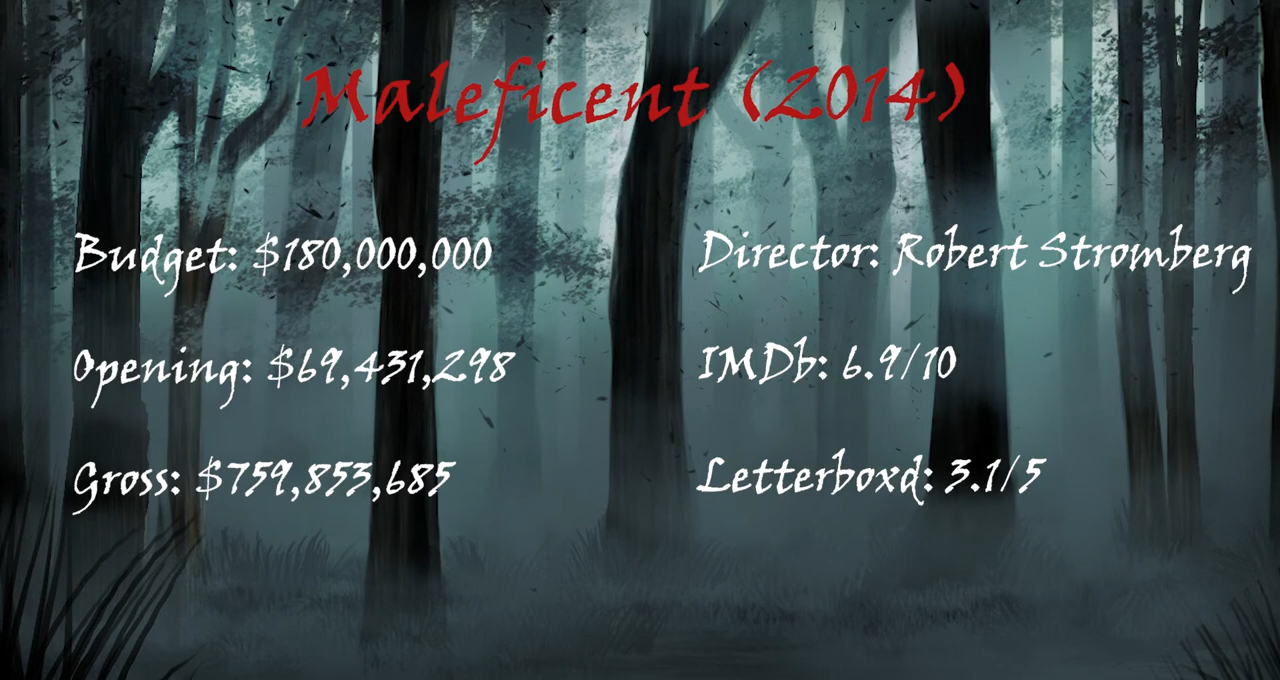 Maleficent (2014)
Budget: $180,000,000
Opening: $69,431,298
Gross: $759,853,685
Director: Robert Stromberg
IMDb: 6.9/10
Letterboxd: 3.1/5